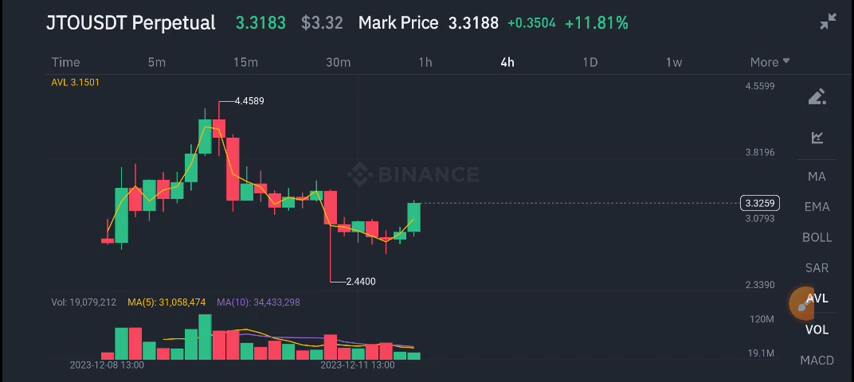 JTOUSDT Perpetual 3.3183 $3.32 Mark Price 3.3188 +0.3504 +11.81%
Time 5m 15m 30m 1h 4h 1D 1w More
AVL 3.1501
4.5599
4.4589
3.8196
BINANCE
MA
3.3259
EMA
3.0793
BOLL
SAR
2.4400
2.3390
Vol: 19,079,212 MA(5): 31,058,474 MA(10): 34,433,298
AVL
120M
VOL
19.1M
MACD
2023-12-08 13:00 2023-12-11 13:00